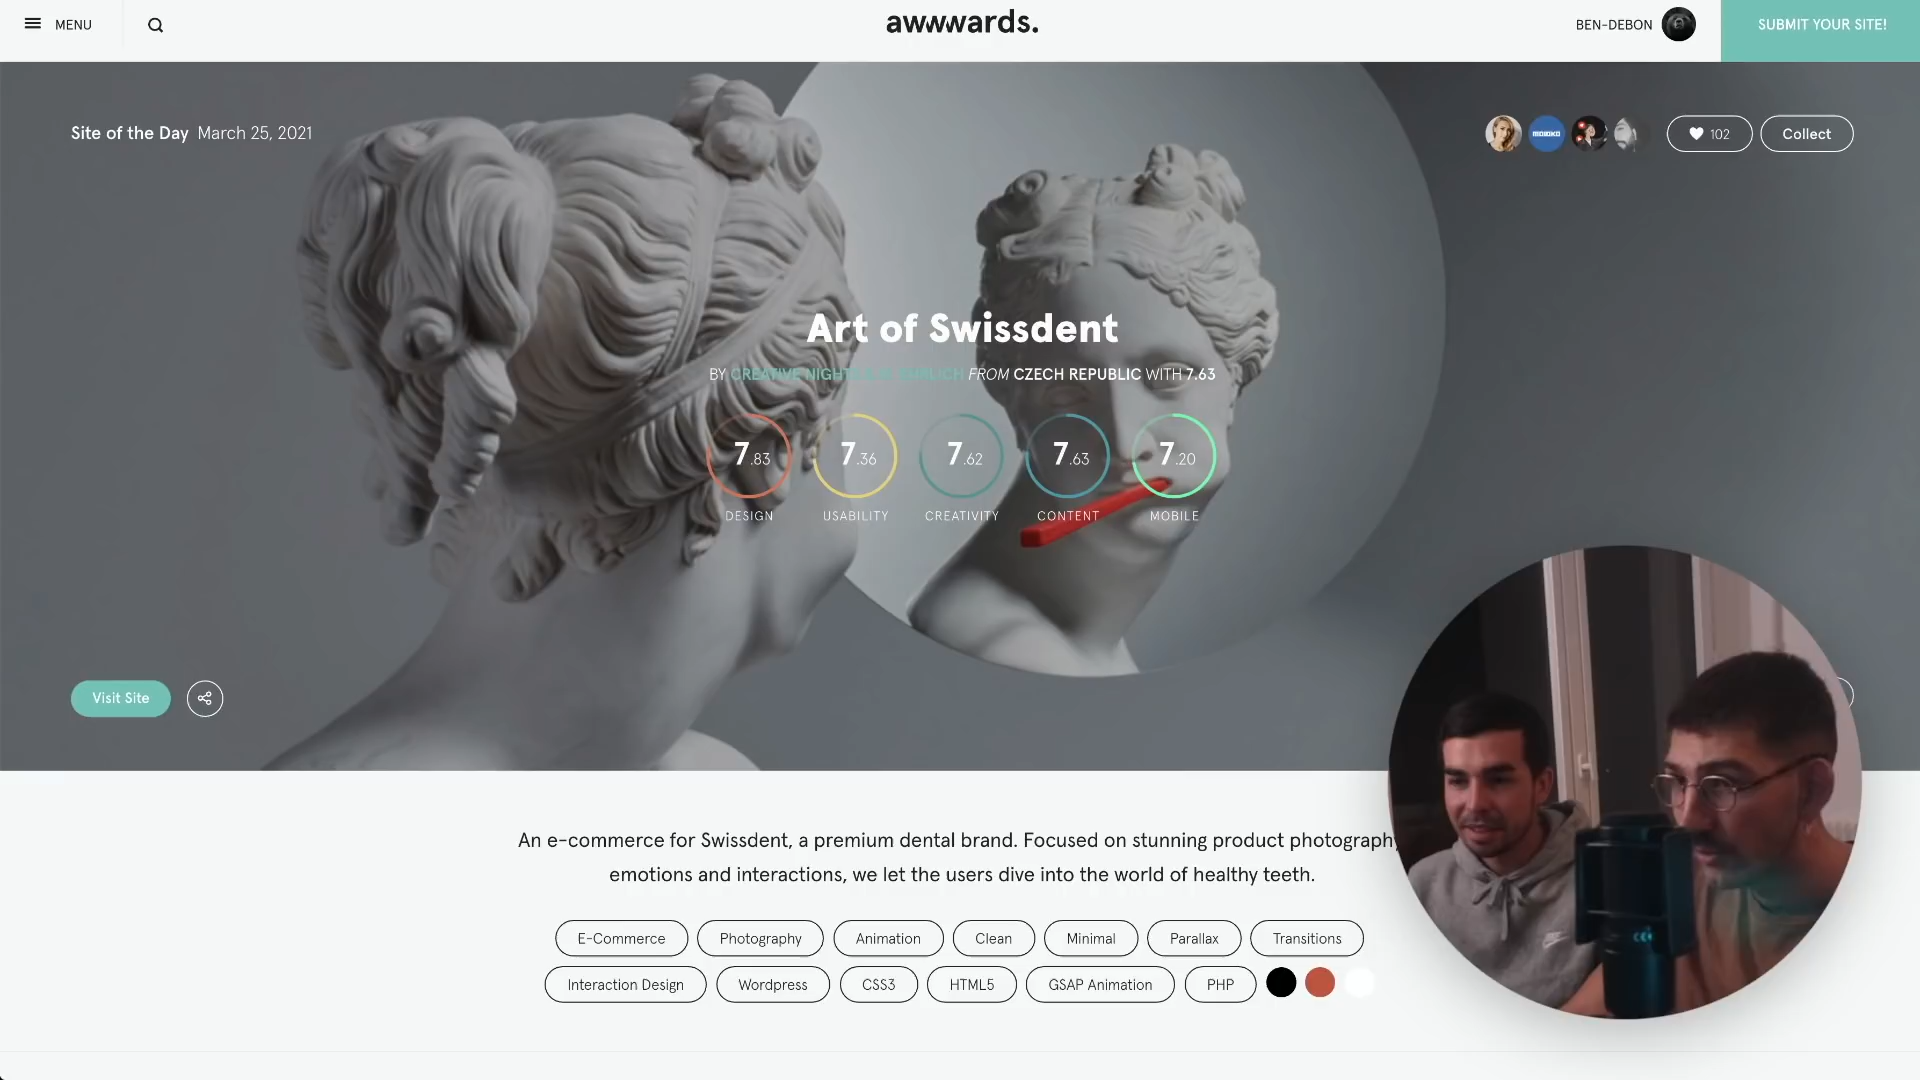 MENU
awwwards.
BEN-DEBON
SUBMIT YOUR SITE!
Site of the Day March 25, 2021
102
Collect
Art of Swissdent
BY CREATIVE NIGHTS FROM CZECH REPUBLIC WITH 7.63
7.83
7.36
7.62
7.63
7.20
DESIGN
USABILITY
CREATIVITY
CONTENT
MOBILE
Visit Site
An e-commerce for Swissdent, a premium dental brand. Focused on stunning product photography,
emotions and interactions, we let the users dive into the world of healthy teeth.
E-Commerce
Photography
Animation
Clean
Minimal
Parallax
Transitions
Interaction Design
Wordpress
CSS3
HTML5
GSAP Animation
PHP